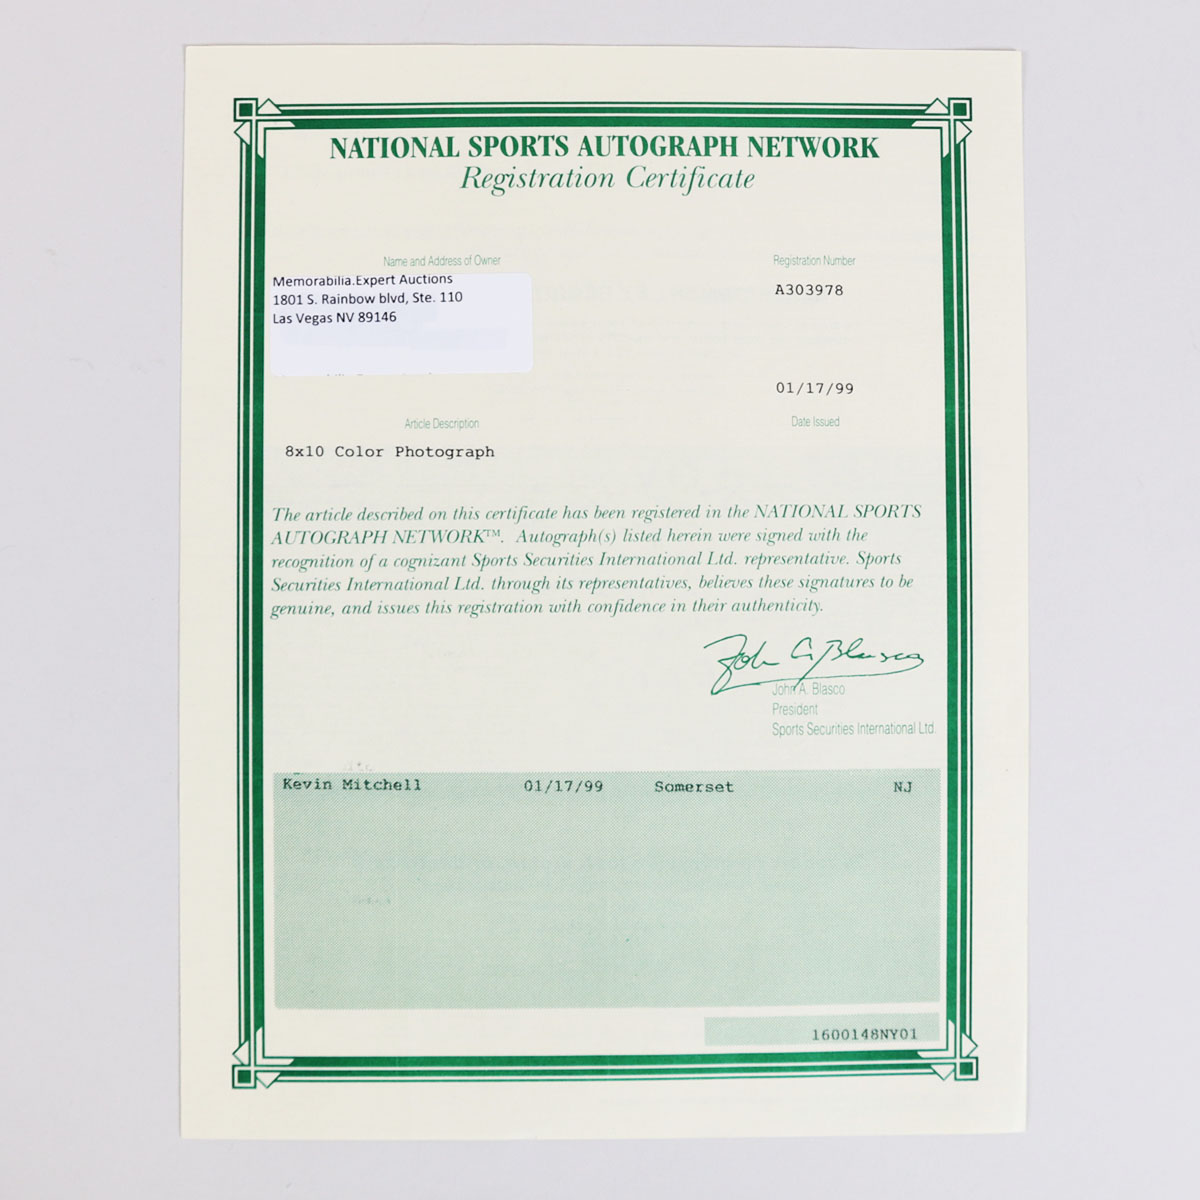 NATIONAL SPORTS AUTOGRAPH NETWORK
Registration Certificate
Name and Address of Owner
Registration Number
Memorabilia.Expert Auctions
1801 S. Rainbow blvd, Ste. 110
Las Vegas NV 89146
A303978
01/17/99
Article Description
Date Issued
8x10 Color Photograph
The article described on this certificate has been registered in the NATIONAL SPORTS
AUTOGRAPH NETWORK™. Autograph(s) listed herein were signed with the
recognition of a cognizant Sports Securities International Ltd. representative. Sports
Securities International Ltd. through its representatives, believes these signatures to be
genuine, and issues this registration with confidence in their authenticity.
John A. Blasco
John A. Blasco
President
Sports Securities International Ltd.
Kevin Mitchell 01/17/99 Somerset NJ
1600148NY01